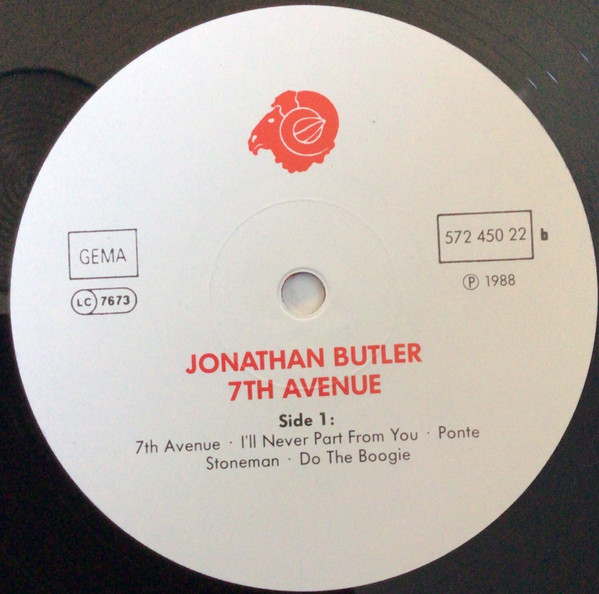 GEMA
LC 7673
572 450 22 b
Ⓟ 1988
JONATHAN BUTLER
7TH AVENUE
Side 1:
7th Avenue · I'll Never Part From You · Ponte
Stoneman · Do The Boogie